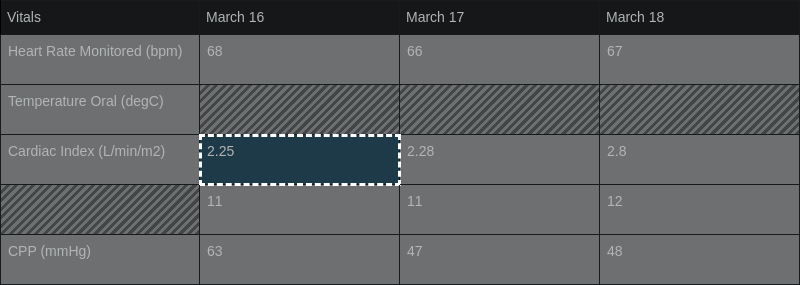 Vitals March 16 March 17 March 18
Heart Rate Monitored (bpm) 68 66 67
Temperature Oral (degC)
Cardiac Index (L/min/m2) 2.25 2.28 2.8
11 11 12
CPP (mmHg) 63 47 48